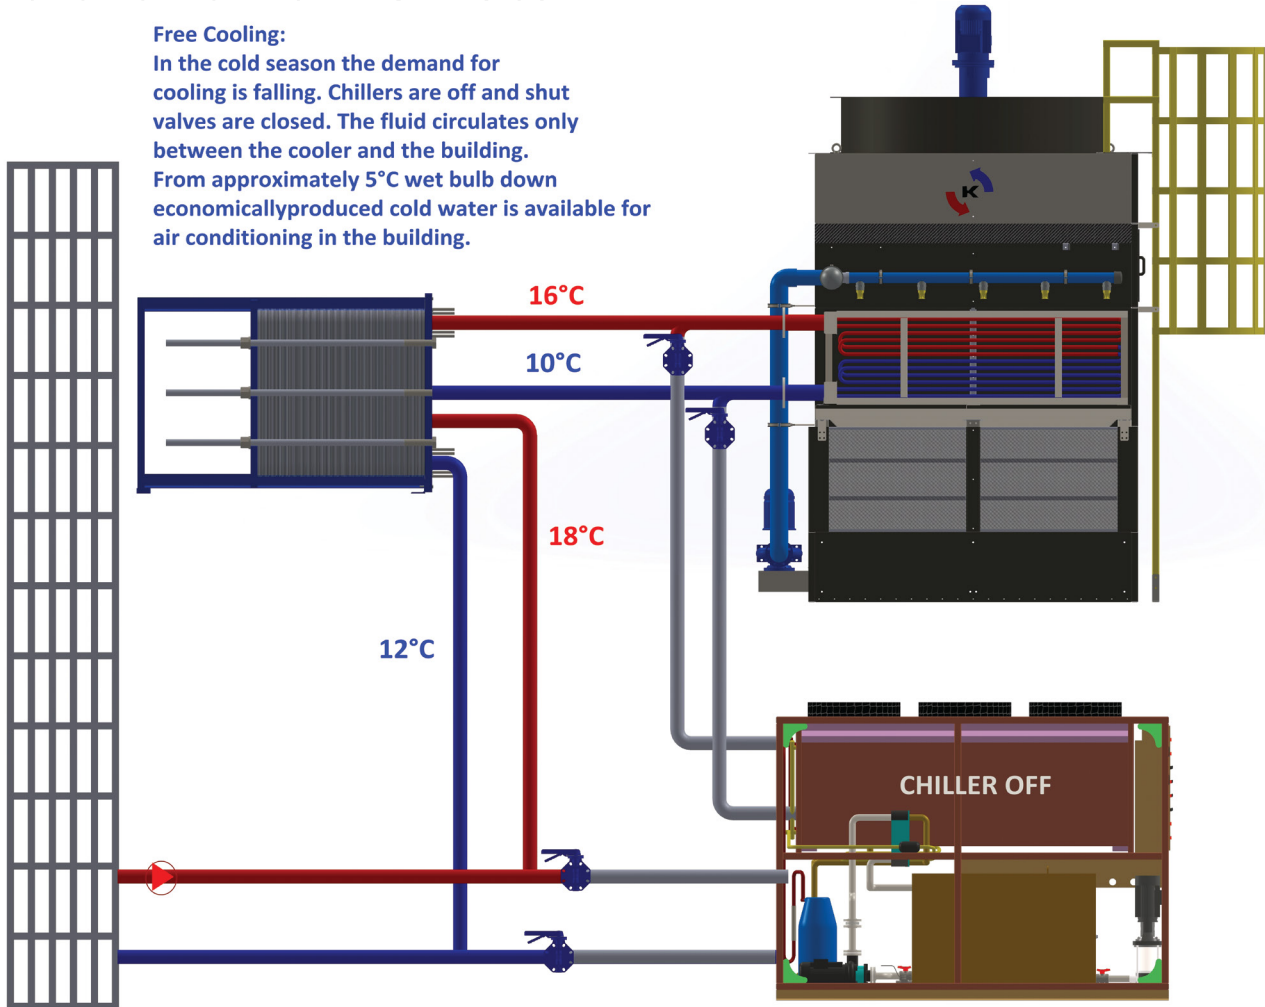 Free Cooling:
In the cold season the demand for
cooling is falling. Chillers are off and shut
valves are closed. The fluid circulates only
between the cooler and the building.
From approximately 5°C wet bulb down
economicallyproduced cold water is available for
air conditioning in the building.
16°C
10°C
18°C
12°C
K
CHILLER OFF